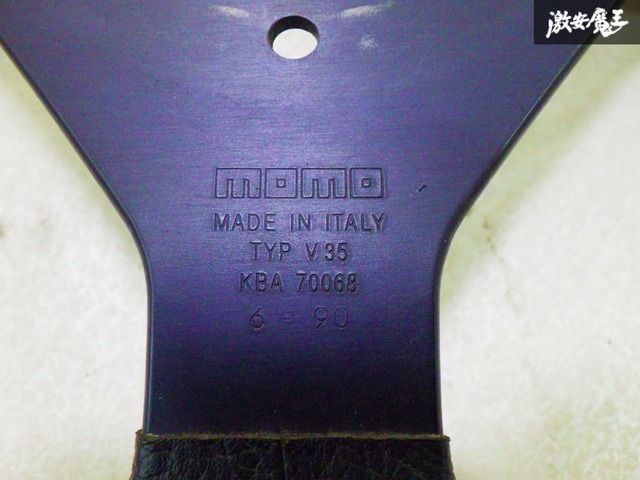 激安魔王
momo
MADE IN ITALY
TYP V35
KBA 70068
6 - 90